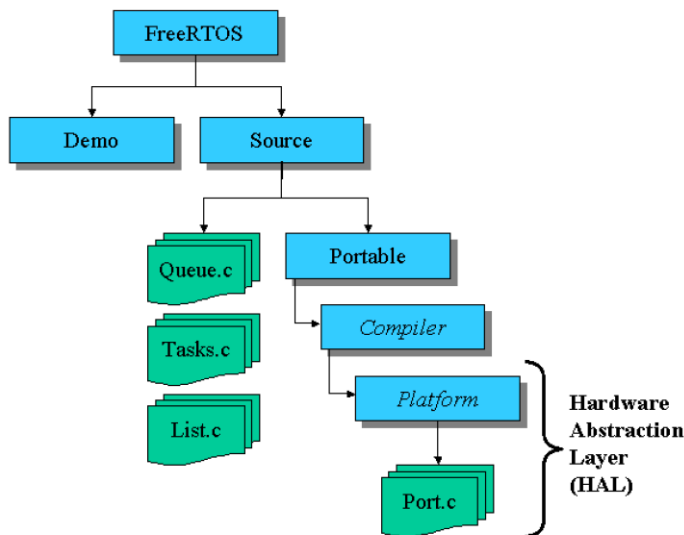 FreeRTOS
Demo
Source
Queue.c
Portable
Compiler
Tasks.c
Platform
List.c
Port.c
Hardware
Abstraction
Layer
(HAL)